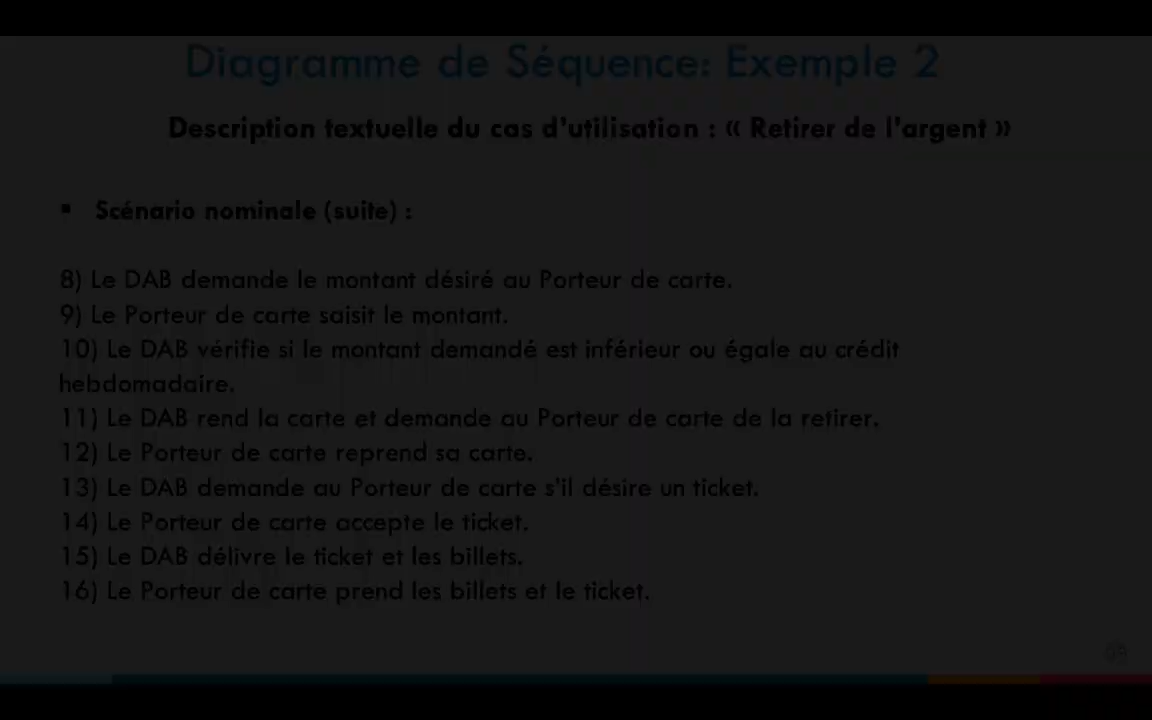 Diagramme de Séquence: Exemple 2
Description textuelle du cas d'utilisation : « Retirer de l'argent »
▪ Scénario nominale (suite) :
8) Le DAB demande le montant désiré au Porteur de carte.
9) Le Porteur de carte saisit le montant.
10) Le DAB vérifie si le montant demandé est inférieur ou égale au crédit
hebdomadaire.
11) Le DAB rend la carte et demande au Porteur de carte de la retirer.
12) Le Porteur de carte reprend sa carte.
13) Le DAB demande au Porteur de carte s'il désire un ticket.
14) Le Porteur de carte accepte le ticket.
15) Le DAB délivre le ticket et les billets.
16) Le Porteur de carte prend les billets et le ticket.